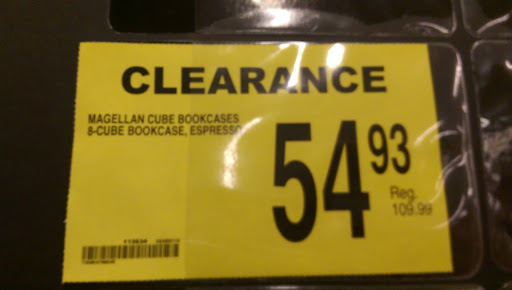 CLEARANCE
MAGELLAN CUBE BOOKCASES
8-CUBE BOOKCASE, ESPRESSO
54 93
Reg.
109.99